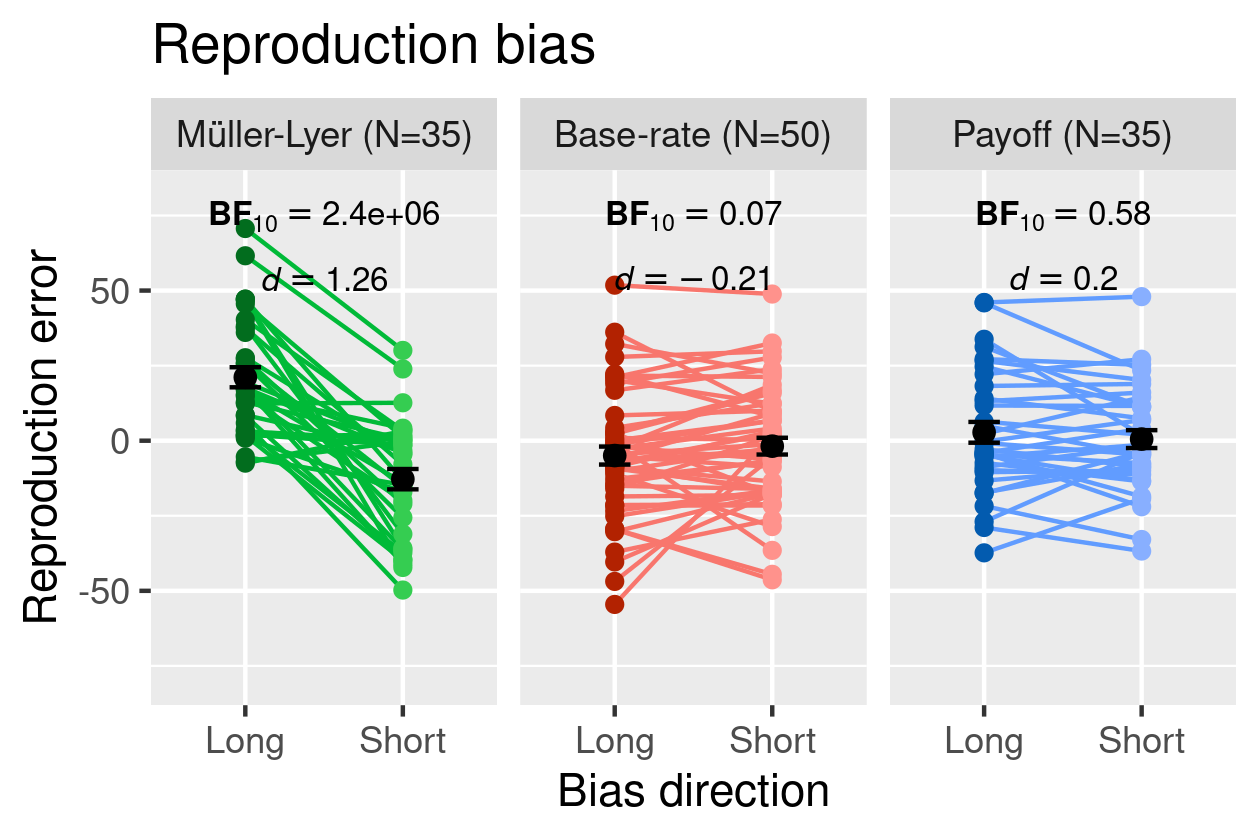 Reproduction bias
Müller-Lyer (N=35)
Base-rate (N=50)
Payoff (N=35)
BF10 = 2.4e+06
d = 1.26
BF10 = 0.07
d = −0.21
BF10 = 0.58
d = 0.2
Reproduction error
50
0
-50
Long
Short
Long
Short
Long
Short
Bias direction